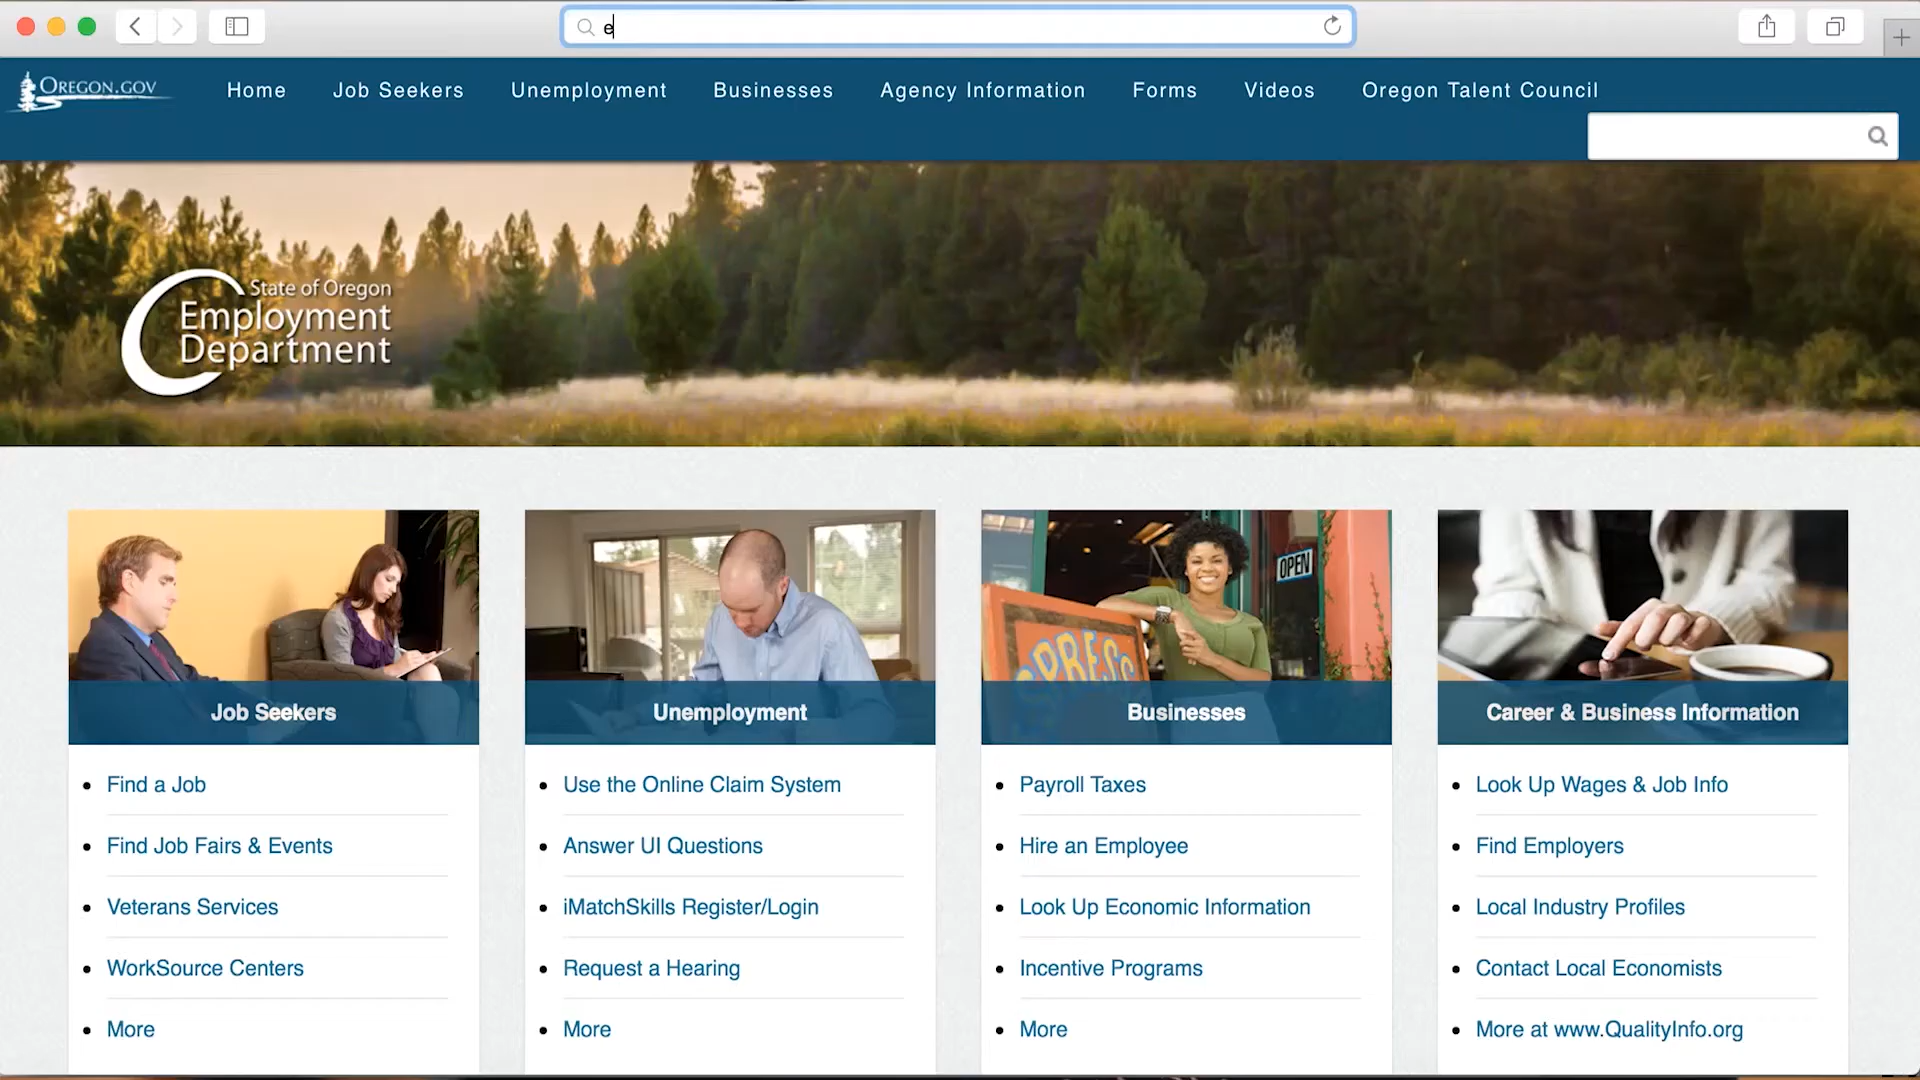 e
OREGON.GOV
Home Job Seekers Unemployment Businesses Agency Information Forms Videos Oregon Talent Council
State of Oregon
Employment
Department
OPEN
PRESS
Job Seekers
Find a Job
Find Job Fairs & Events
Veterans Services
WorkSource Centers
More
Unemployment
Use the Online Claim System
Answer UI Questions
iMatchSkills Register/Login
Request a Hearing
More
Businesses
Payroll Taxes
Hire an Employee
Look Up Economic Information
Incentive Programs
More
Career & Business Information
Look Up Wages & Job Info
Find Employers
Local Industry Profiles
Contact Local Economists
More at www.QualityInfo.org